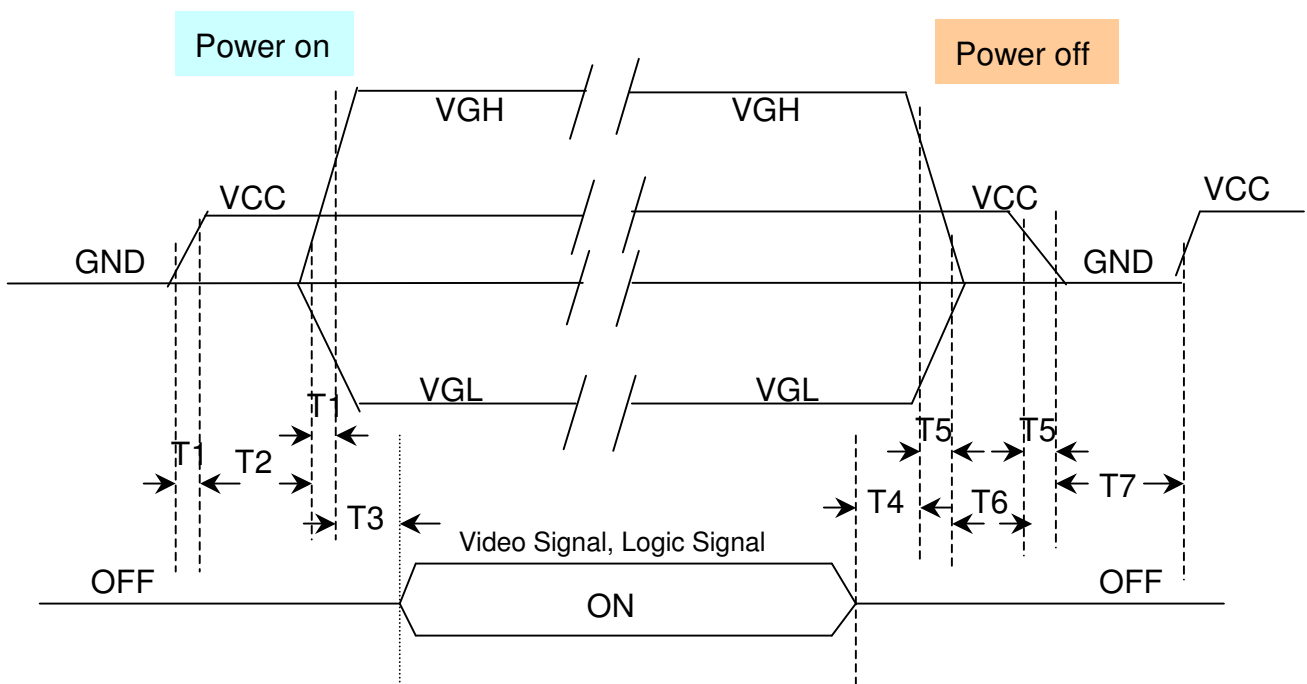 Power on
Power off
VGH
VGH
VCC
VCC
VCC
GND
GND
VGL
VGL
T1
T5
T5
T1
T2
T7
T3
T4
T6
Video Signal, Logic Signal
OFF
OFF
ON